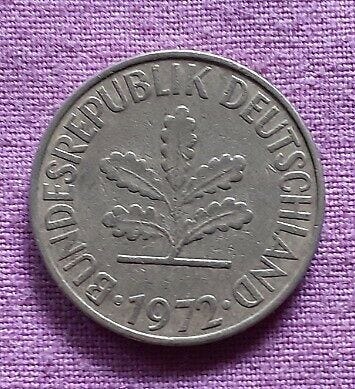 BUNDESREPUBLIK DEUTSCHLAND
· 1972 ·